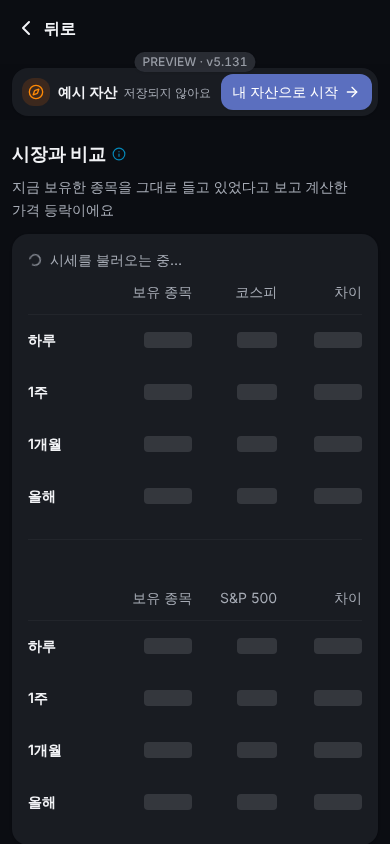 뒤로
PREVIEW · v5.131
예시 자산 저장되지 않아요 내 자산으로 시작 →
시장과 비교
지금 보유한 종목을 그대로 들고 있었다고 보고 계산한
가격 등락이에요
시세를 불러오는 중...
보유 종목 코스피 차이
하루
1주
1개월
올해
보유 종목 S&P 500 차이
하루
1주
1개월
올해